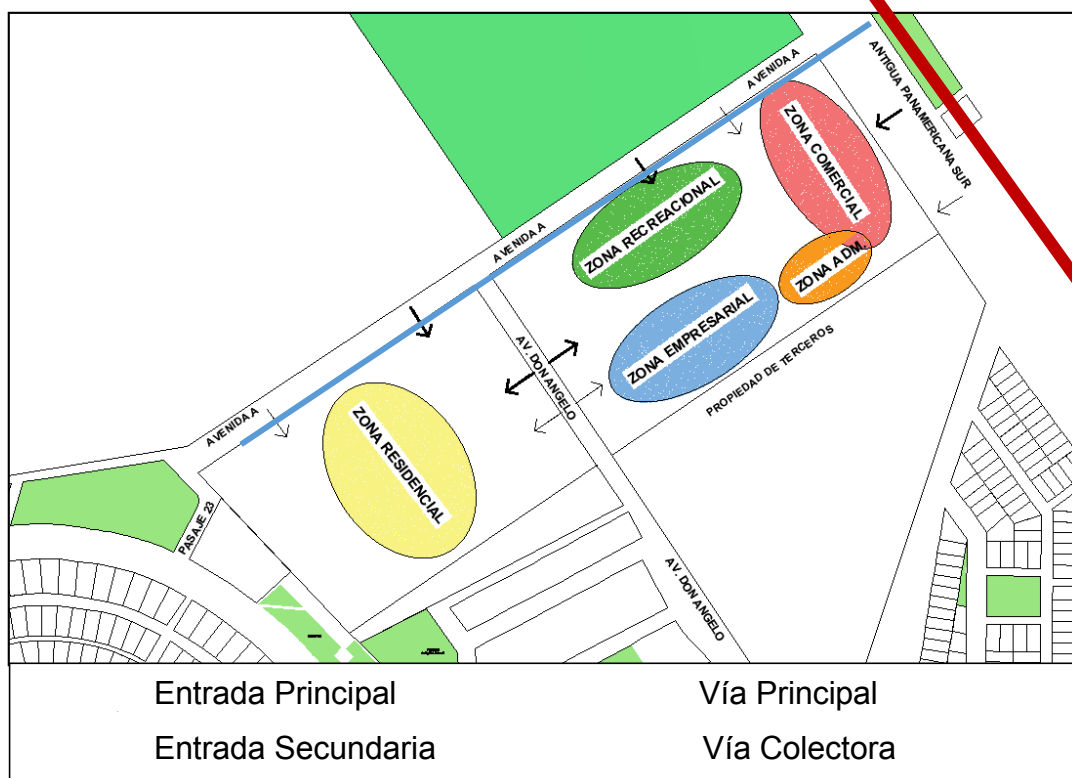 AVENIDA A
ANTIGUA PANAMERICANA SUR
ZONA COMERCIAL
ZONA RECREACIONAL
AVENIDA A
ZONA ADM.
ZONA EMPRESARIAL
PROPIEDAD DE TERCEROS
AV. DON ANGELO
AVENIDA A
ZONA RESIDENCIAL
PASAJE 23
AV. DON ANGELO
Entrada Principal
Vía Principal
Entrada Secundaria
Vía Colectora